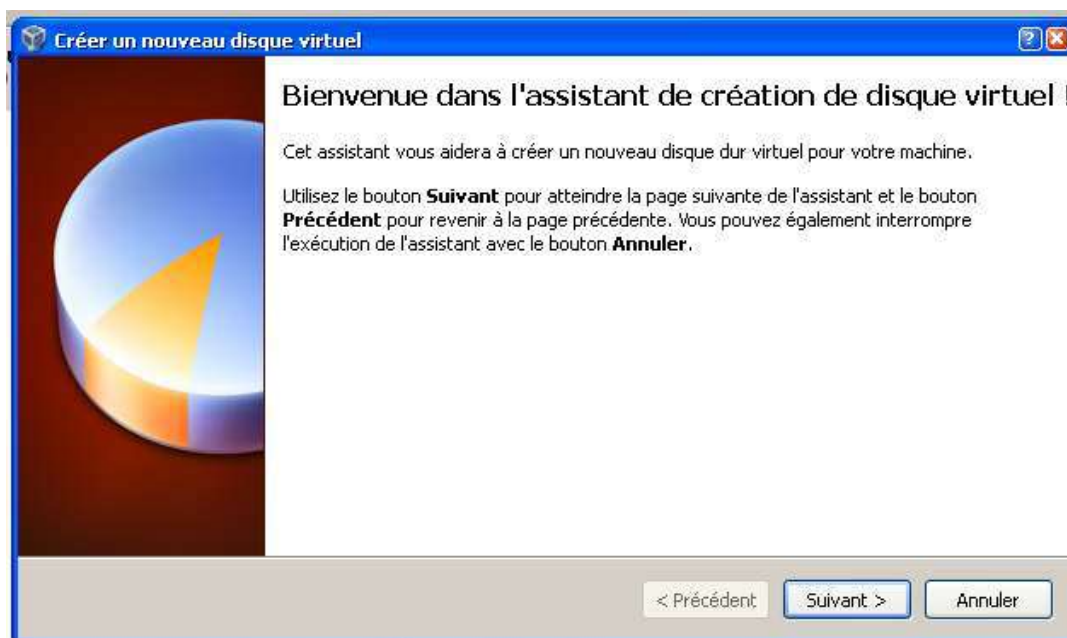 Créer un nouveau disque virtuel
Bienvenue dans l'assistant de création de disque virtuel !
Cet assistant vous aidera à créer un nouveau disque dur virtuel pour votre machine.
Utilisez le bouton Suivant pour atteindre la page suivante de l'assistant et le bouton
Précédent pour revenir à la page précédente. Vous pouvez également interrompre
l'exécution de l'assistant avec le bouton Annuler.
< Précédent Suivant > Annuler